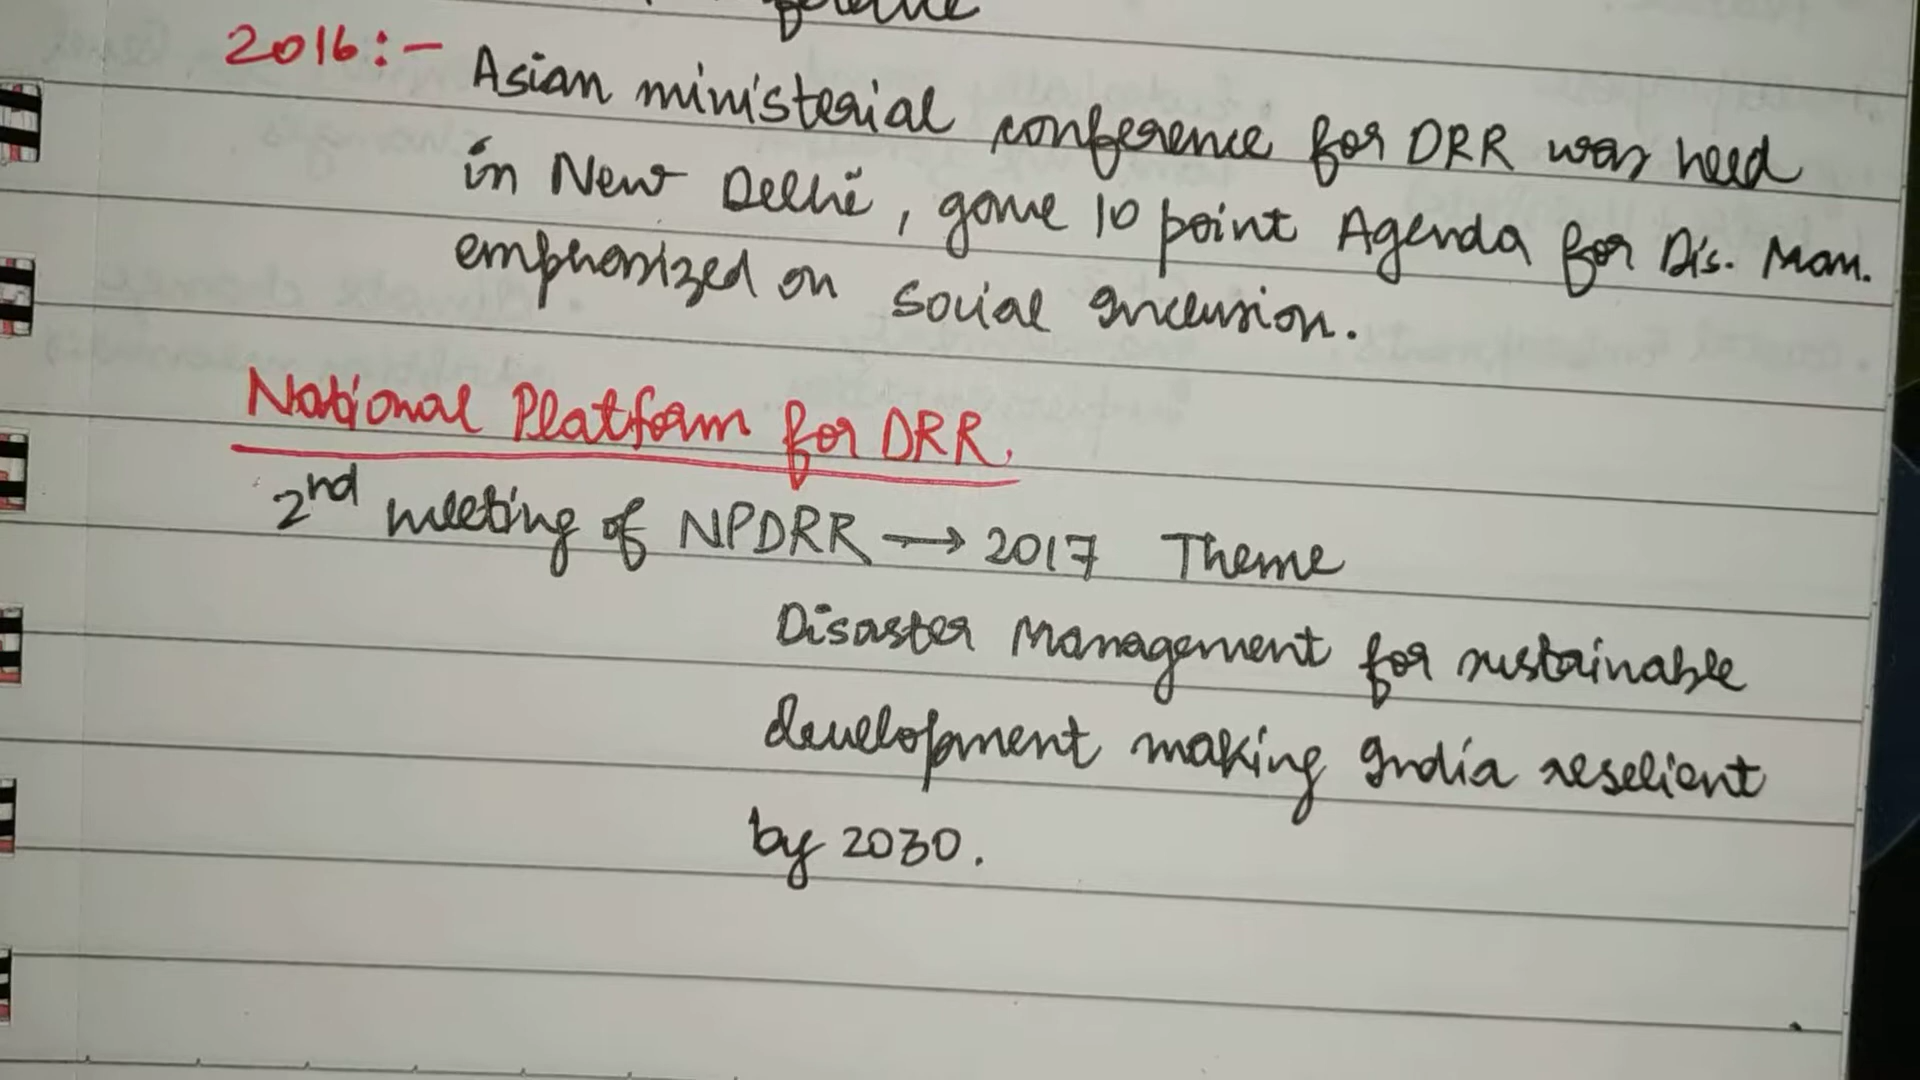 2016:- Asian ministerial conference for DRR was held
in New Delhi, gave 10 point Agenda for Dis. Man.
emphasized on social inclusion.
National Platform for DRR.
2nd meeting of NPDRR → 2017 Theme
Disaster Management for sustainable
development making India reselient
by 2030.